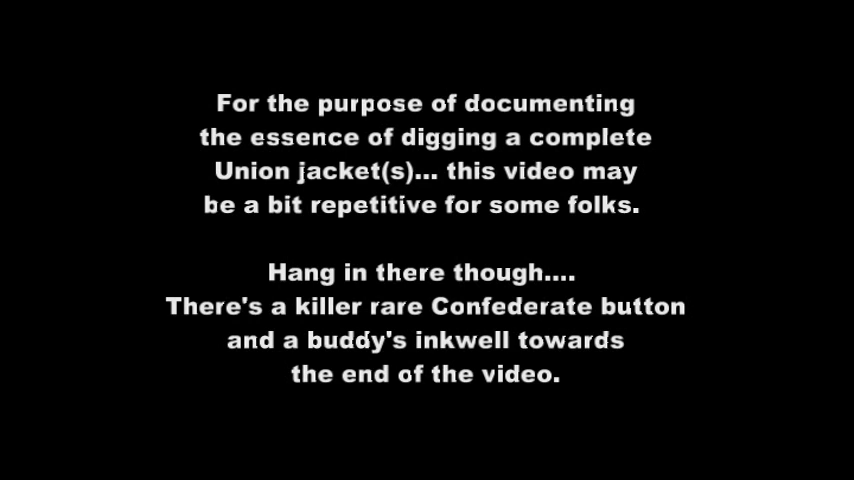 For the purpose of documenting
the essence of digging a complete
Union jacket(s)... this video may
be a bit repetitive for some folks.
Hang in there though....
There's a killer rare Confederate button
and a buddy's inkwell towards
the end of the video.